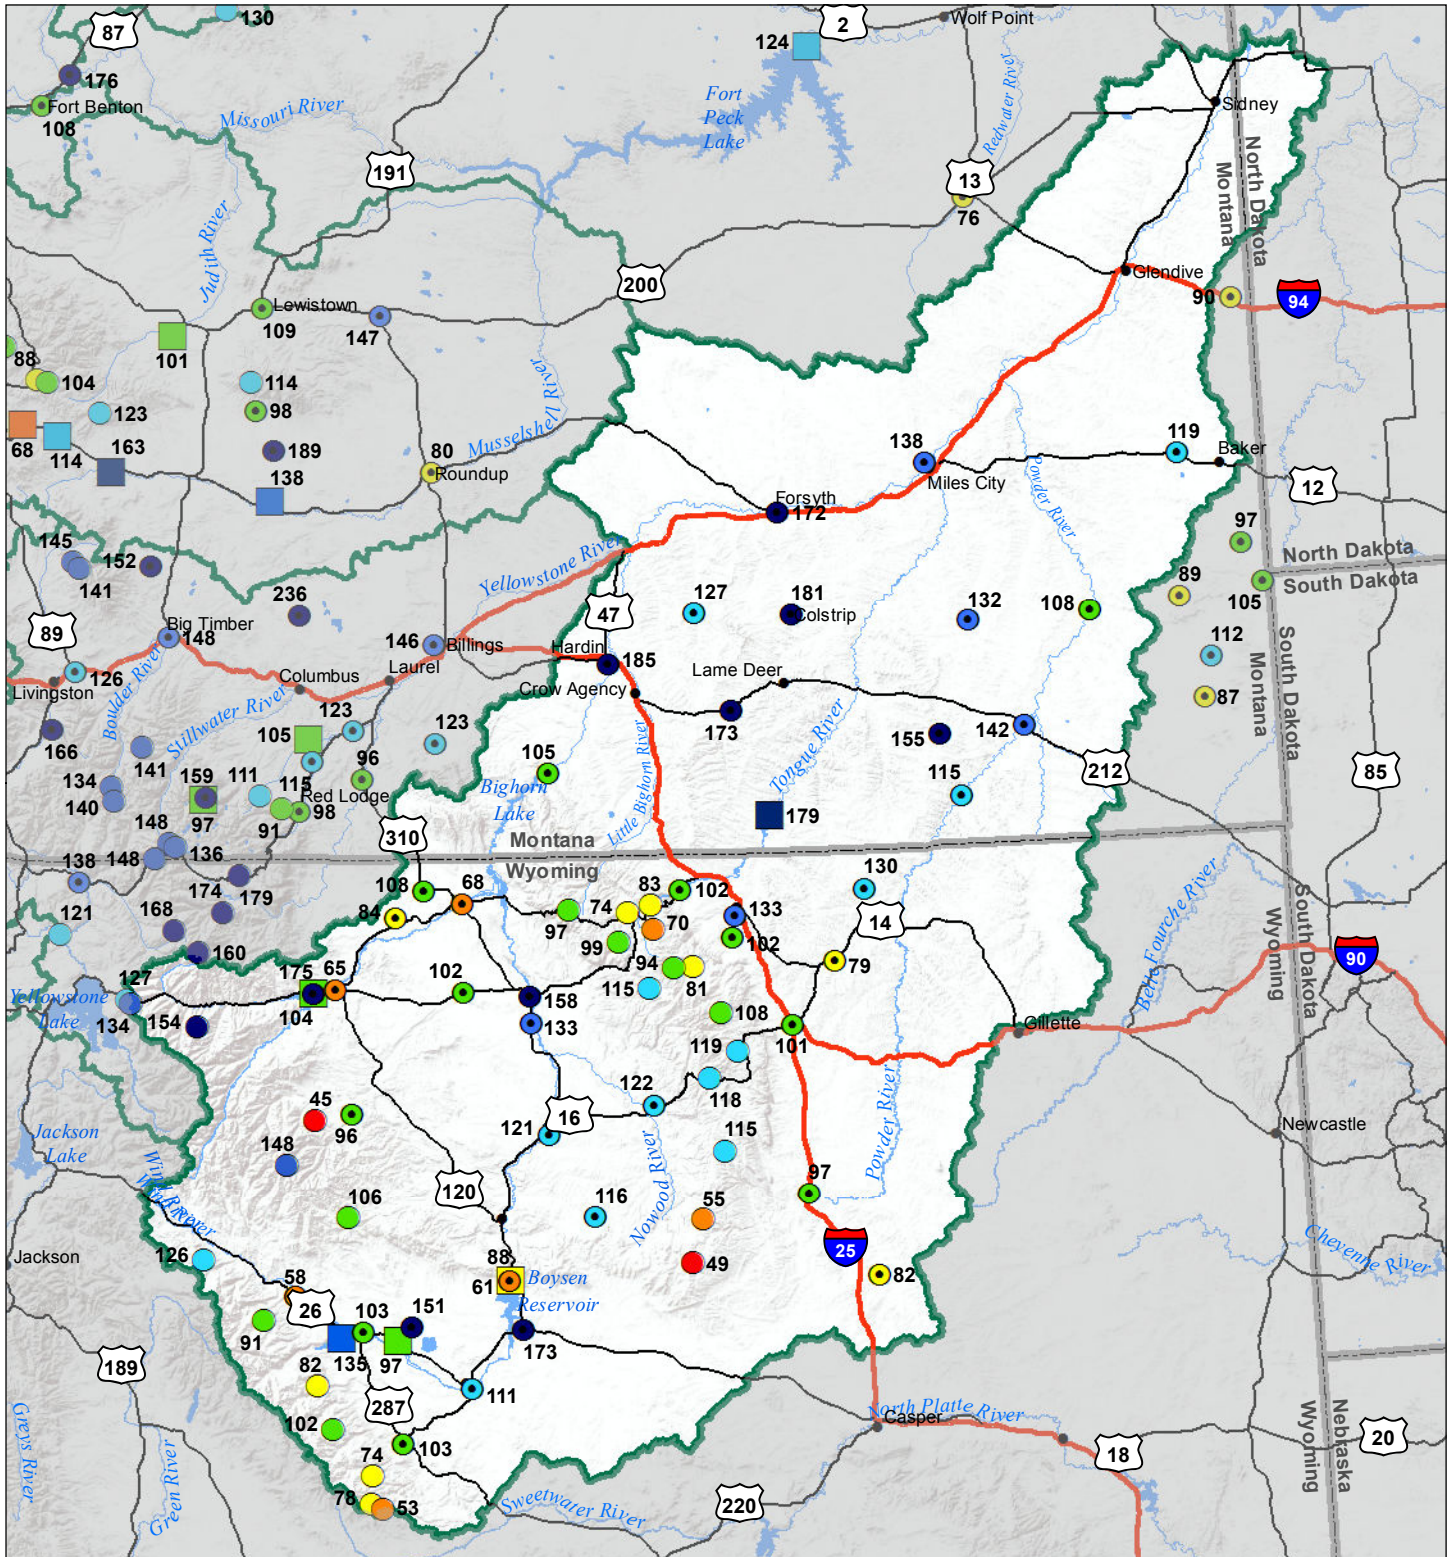 130
87
2
Wolf Point
124
176
Fort Benton
108
Missouri River
Fort
Peck
Lake
Redwater River
Sidney
191
13
76
North Dakota
Montana
Judith River
200
Glendive
90
94
Lewistown
109
147
101
88
104
114
98
123
68
114
163
189
138
80
Roundup
Musselshell River
138
Miles City
119
Baker
12
Forsyth
172
Powder River
97
North Dakota
South Dakota
145
141
152
Yellowstone River
236
47
127
181
Colstrip
132
108
89
105
112
87
South Dakota
Montana
89
Big Timber
148
146
Billings
Hardin
185
Laurel
Columbus
126
Livingston
Boulder River
Stillwater River
Crow Agency
Lame Deer
173
155
142
212
85
166
123
105
123
96
141
134
140
159
97
111
115
91
Red Lodge
98
105
Bighorn
Lake
Little Bighorn River
Tongue River
179
115
310
Montana
Wyoming
148
148
136
138
174
179
121
168
160
108
68
84
97
74
83
70
102
99
133
102
130
14
79
94
81
115
Belle Fourche River
South Dakota
Wyoming
90
127
134
Yellowstone
Lake
154
175
104
65
102
158
133
108
101
119
118
Gillette
122
16
121
115
Newcastle
Powder River
45
96
148
Jackson
Lake
Wind River
Wind River
120
106
116
Nowood River
55
49
97
25
82
Cheyenne River
126
Jackson
88
61
Boysen
Reservoir
58
26
91
103
135
97
151
173
189
82
111
287
102
103
74
78
53
Greys River
Green River
Sweetwater River
220
North Platte River
Casper
18
Nebraska
Wyoming
20